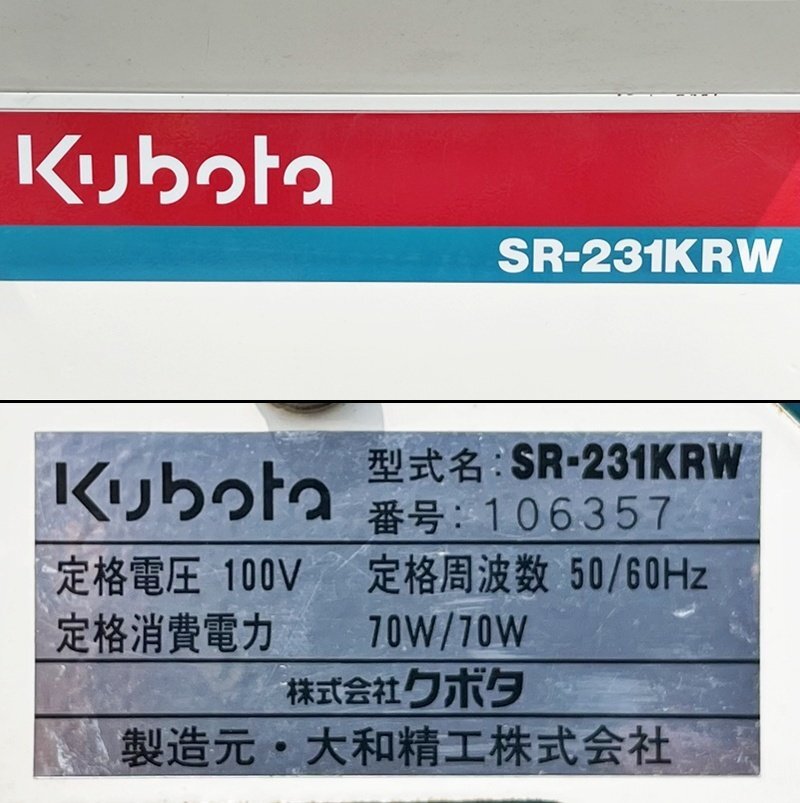 Kubota
SR-231KRW
Kubota
型式名:SR-231KRW
番号:106357
定格電圧 100V 定格周波数 50/60Hz
定格消費電力 70W/70W
株式会社クボタ
製造元・大和精工株式会社